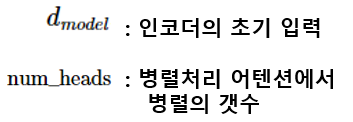 d_model : 인코더의 초기 입력
num_heads : 병렬처리 어텐션에서
병렬의 갯수